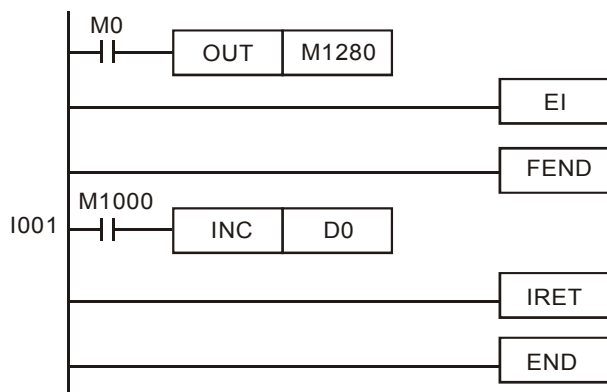 M0
OUT M1280
EI
FEND
M1000
I001 INC D0
IRET
END